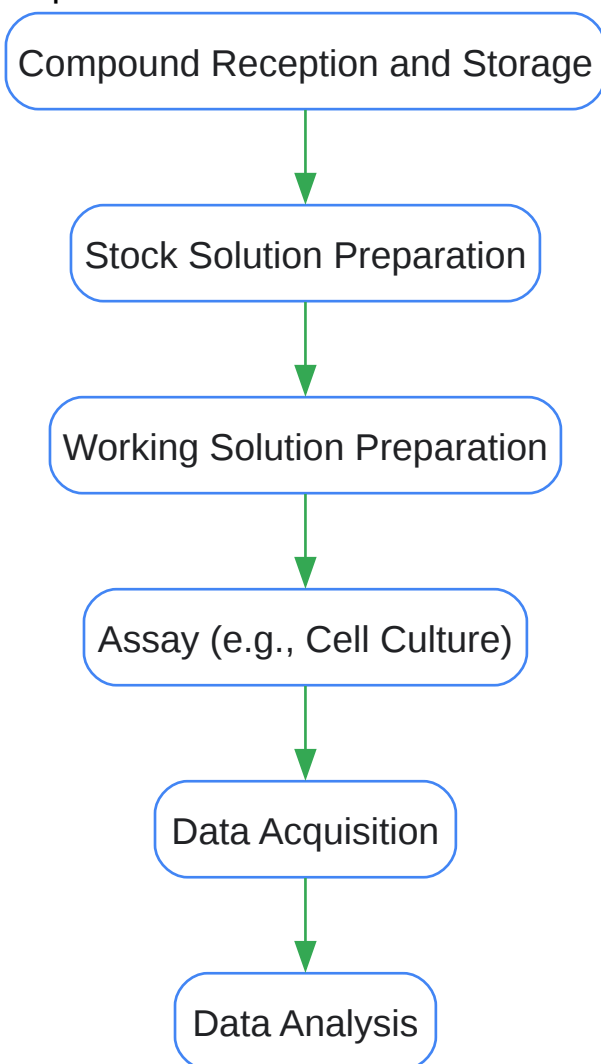 Compound Reception and Storage
Stock Solution Preparation
Working Solution Preparation
Assay (e.g., Cell Culture)
Data Acquisition
Data Analysis